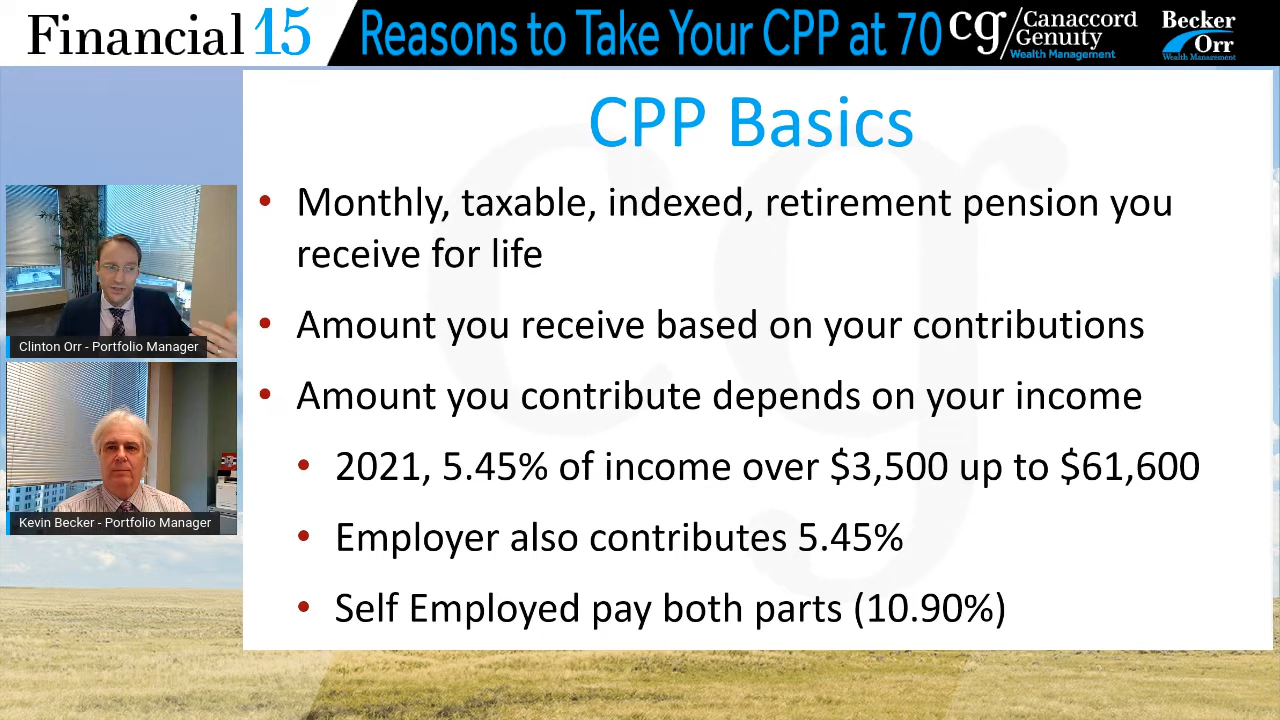 Financial 15
Reasons to Take Your CPP at 70
cg/Canaccord
Genuity
Wealth Management
Becker
Orr
Wealth Management
CPP Basics
• Monthly, taxable, indexed, retirement pension you
receive for life
• Amount you receive based on your contributions
• Amount you contribute depends on your income
• 2021, 5.45% of income over $3,500 up to $61,600
• Employer also contributes 5.45%
• Self Employed pay both parts (10.90%)
Clinton Orr - Portfolio Manager
Kevin Becker - Portfolio Manager
cg